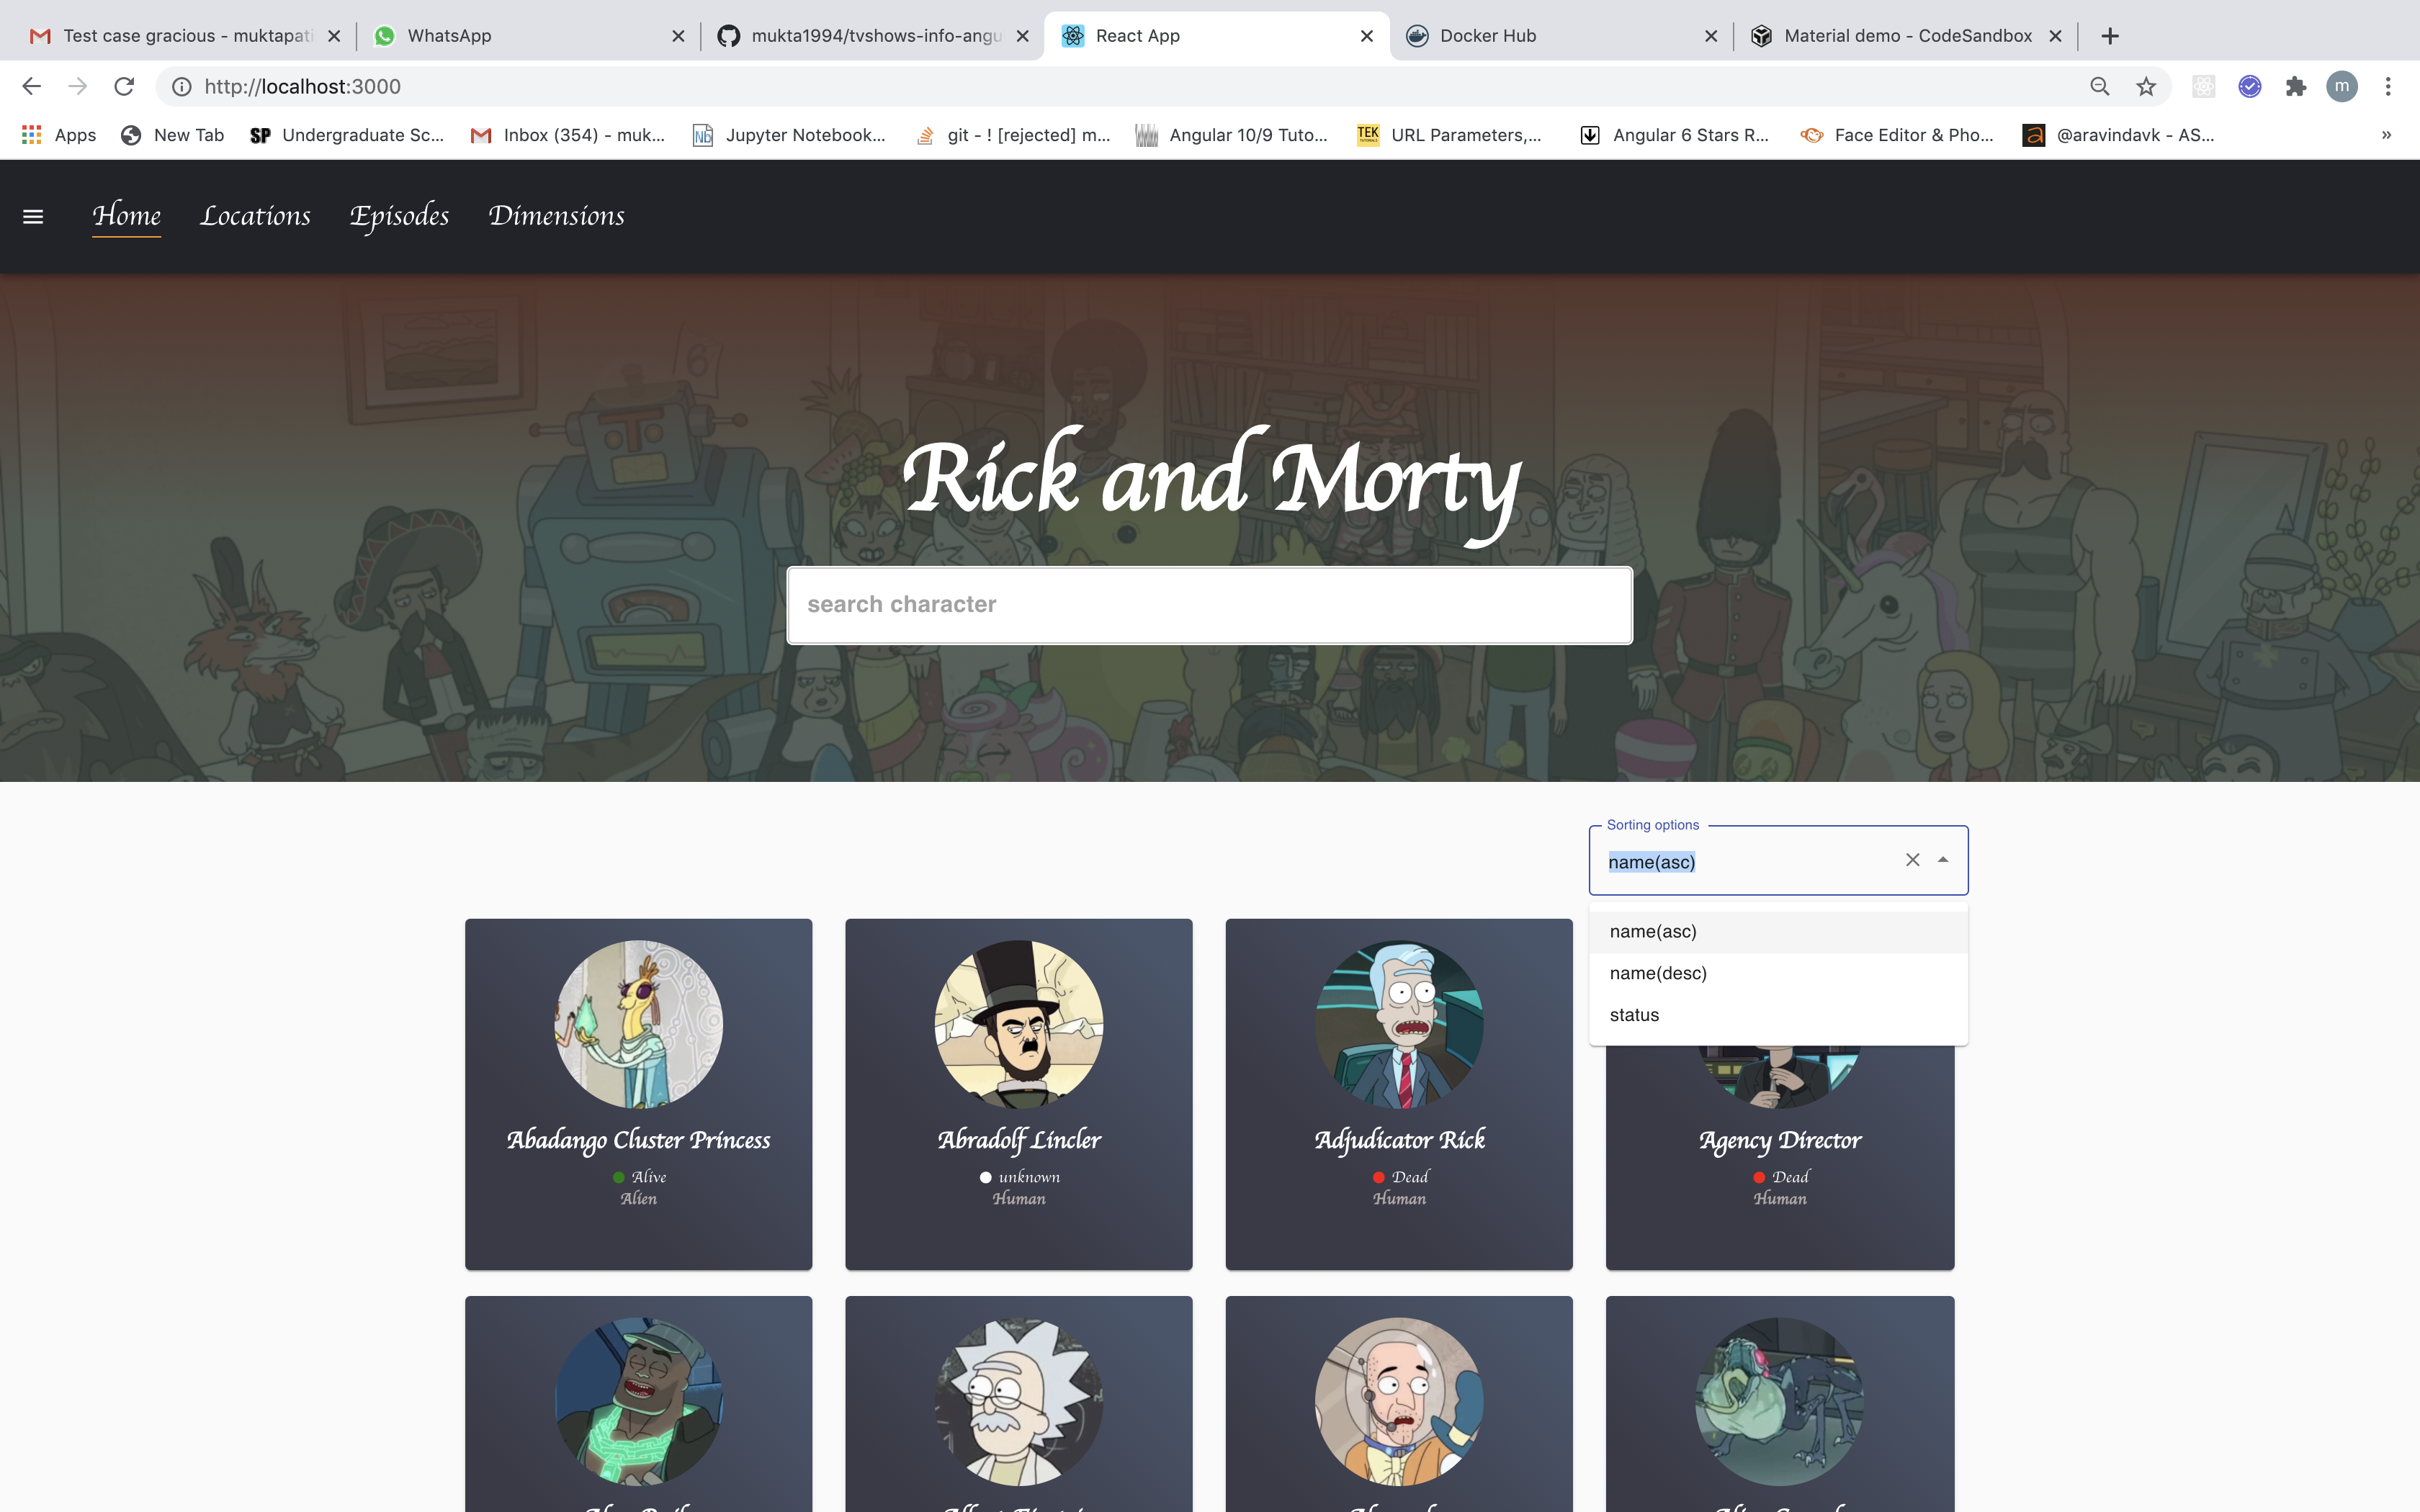 Test case gracious - muktapati
WhatsApp
mukta1994/tvshows-info-angu
React App
Docker Hub
Material demo - CodeSandbox
http://localhost:3000
m
Apps
New Tab
SP Undergraduate Sc...
Inbox (354) - muk...
Nb Jupyter Notebook...
git - ! [rejected] m...
Angular 10/9 Tuto...
TEK URL Parameters,...
Angular 6 Stars R...
Face Editor & Pho...
@aravindavk - AS...
»
Home
Locations
Episodes
Dimensions
Rick and Morty
search character
Sorting options
name(asc)
name(asc)
name(desc)
status
Abadango Cluster Princess
Alive
Alien
Abradolf Lincler
unknown
Human
Adjudicator Rick
Dead
Human
Agency Director
Dead
Human